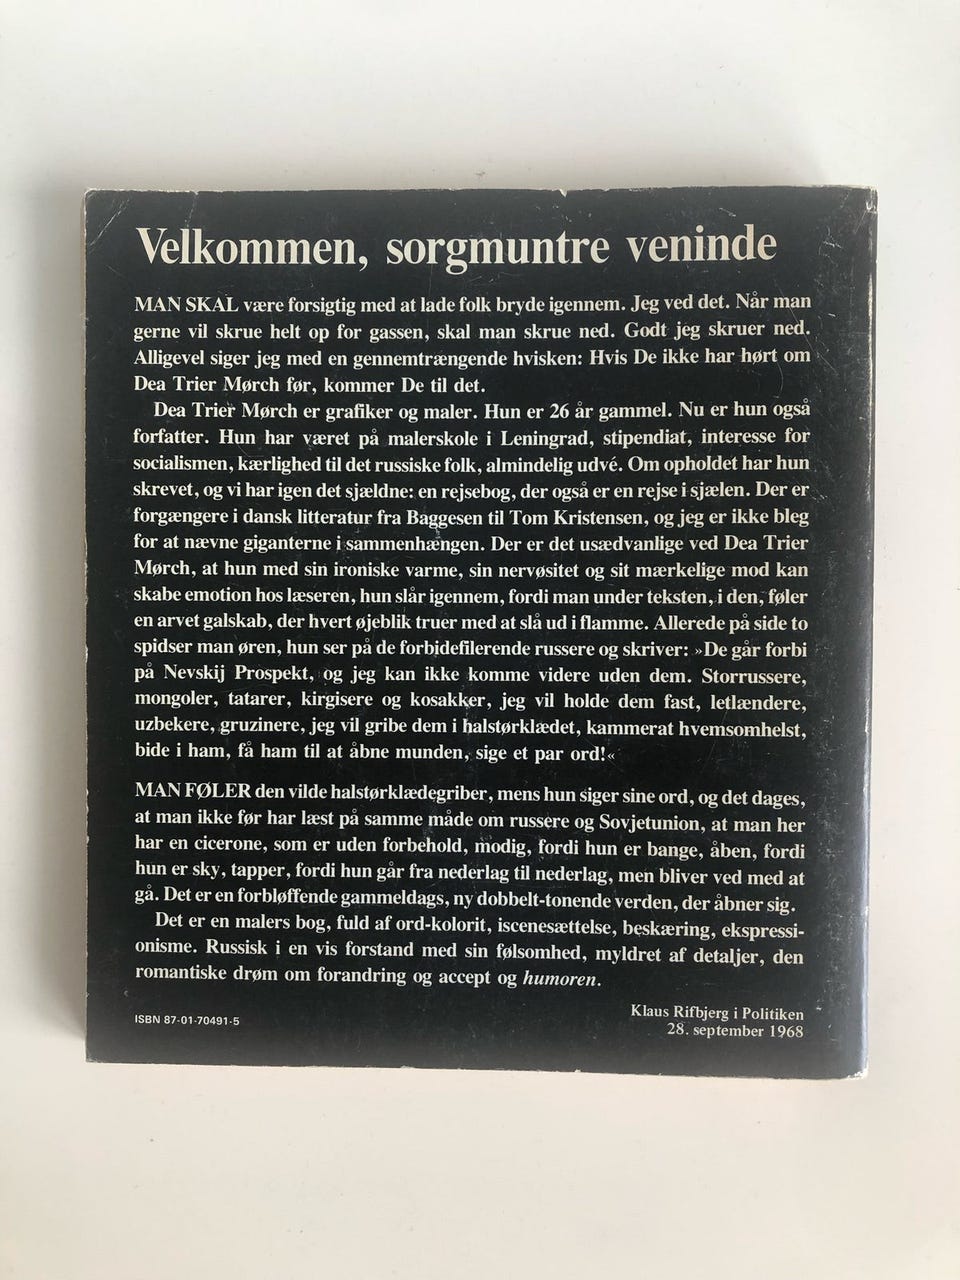 Velkommen, sorgmuntre veninde
MAN SKAL være forsigtig med at lade folk bryde igennem. Jeg ved det. Når man
gerne vil skrue helt op for gassen, skal man skrue ned. Godt jeg skruer ned.
Alligevel siger jeg med en gennemtrængende hvisken: Hvis De ikke har hørt om
Dea Trier Mørch før, kommer De til det.
Dea Trier Mørch er grafiker og maler. Hun er 26 år gammel. Nu er hun også
forfatter. Hun har været på malerskole i Leningrad, stipendiat, interesse for
socialismen, kærlighed til det russiske folk, almindelig udvé. Om opholdet har hun
skrevet, og vi har igen det sjældne: en rejsebog, der også er en rejse i sjælen. Der er
forgængere i dansk litteratur fra Baggesen til Tom Kristensen, og jeg er ikke bleg
for at nævne giganterne i sammenhængen. Der er det usædvanlige ved Dea Trier
Mørch, at hun med sin ironiske varme, sin nervøsitet og sit mærkelige mod kan
skabe emotion hos læseren, hun slår igennem, fordi man under teksten, i den, føler
en arvet galskab, der hvert øjeblik truer med at slå ud i flamme. Allerede på side to
spidser man øren, hun ser på de forbidefilerende russere og skriver: »De går forbi
på Nevskij Prospekt, og jeg kan ikke komme videre uden dem. Storrussere,
mongoler, tatarer, kirgisere og kosakker, jeg vil holde dem fast, letlændere,
uzbekere, gruzinere, jeg vil gribe dem i halstørklædet, kammerat hvemsomhelst,
bide i ham, få ham til at åbne munden, sige et par ord!«
MAN FØLER den vilde halstørklædegriber, mens hun siger sine ord, og det dages,
at man ikke før har læst på samme måde om russere og Sovjetunion, at man her
har en cicerone, som er uden forbehold, modig, fordi hun er bange, åben, fordi
hun er sky, tapper, fordi hun går fra nederlag til nederlag, men bliver ved med at
gå. Det er en forbløffende gammeldags, ny dobbelt-tonende verden, der åbner sig.
Det er en malers bog, fuld af ord-kolorit, iscenesættelse, beskæring, ekspressi-
onisme. Russisk i en vis forstand med sin følsomhed, myldret af detaljer, den
romantiske drøm om forandring og accept og humoren.
Klaus Rifbjerg i Politiken
28. september 1968
ISBN 87-01-70491-5